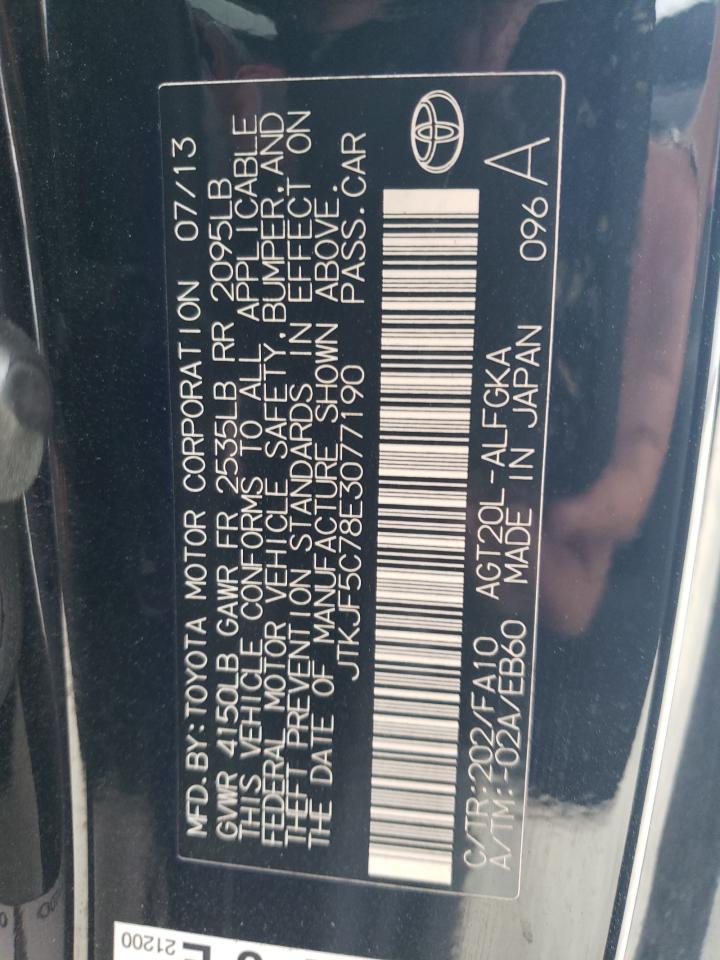 MFD.BY:TOYOTA MOTOR CORPORATION 07/13
GVWR 4150LB GAWR FR 2535LB RR 2095LB
THIS VEHICLE CONFORMS TO ALL APPLICABLE
FEDERAL MOTOR VEHICLE SAFETY,BUMPER,AND
THEFT PREVENTION STANDARDS IN EFFECT ON
THE DATE OF MANUFACTURE SHOWN ABOVE.
JTKJF5C78E3077190 PASS.CAR
C/TR:202/FA10 AGT20L-ALFGKA 096 A
A/TM:-02A/EB60 MADE IN JAPAN
21200